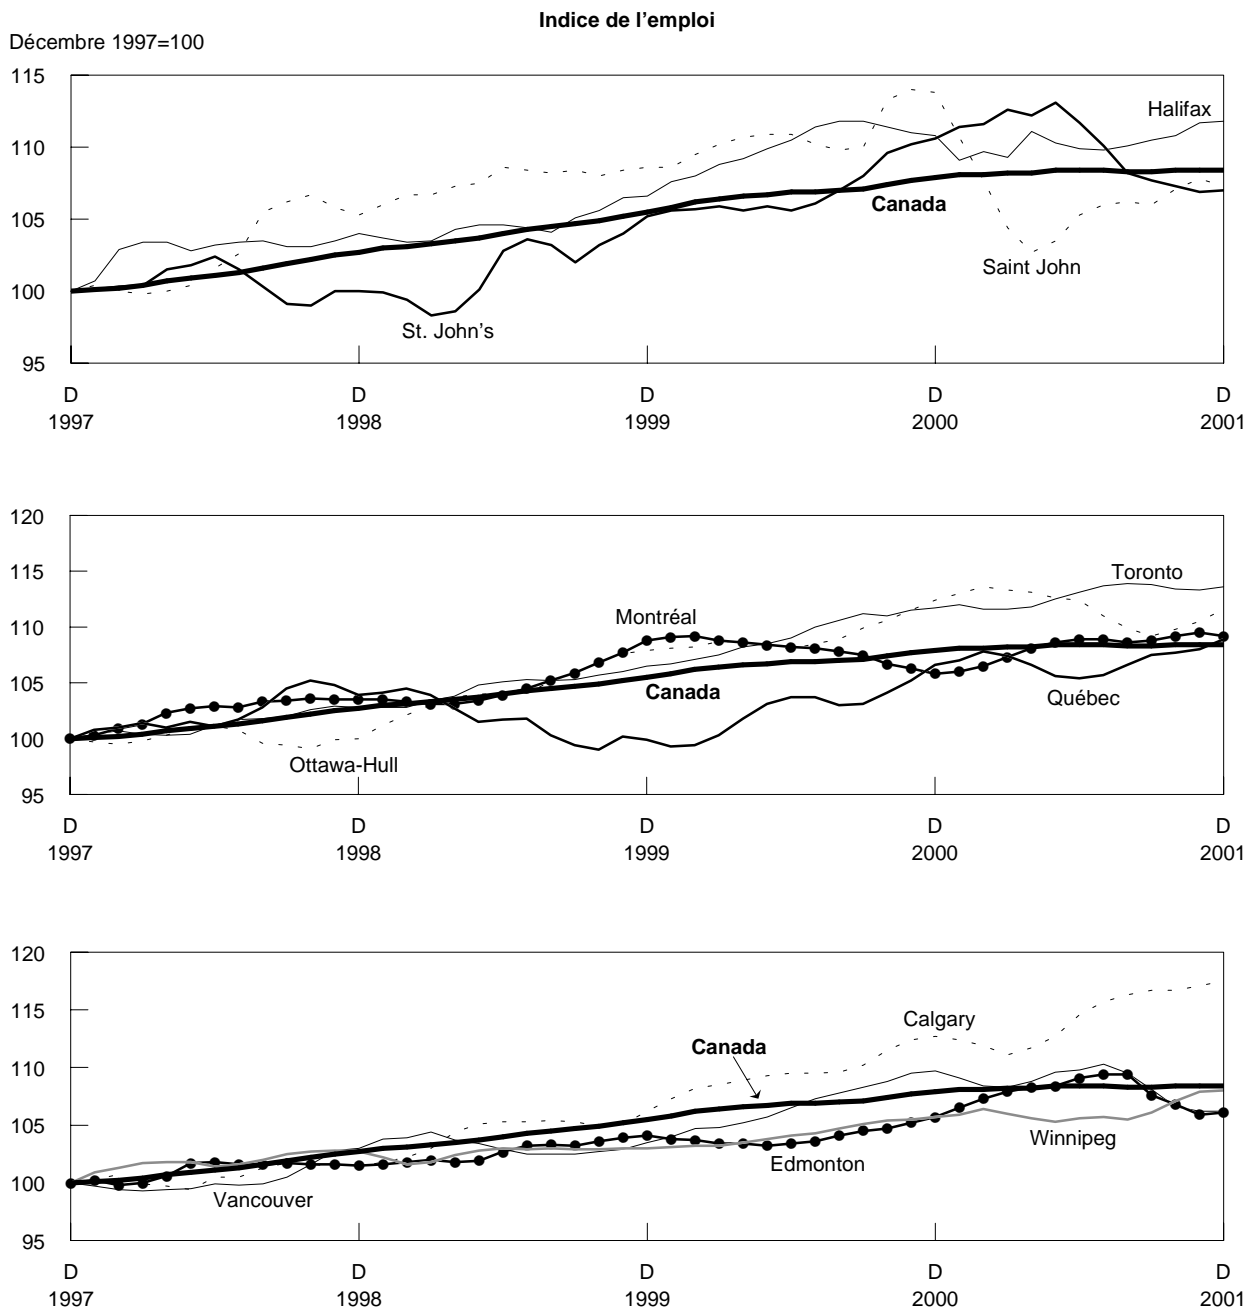 Indice de l'emploi
Décembre 1997=100
115
Halifax
110
105
Canada
Saint John
100
St. John's
95
D D D D D
1997 1998 1999 2000 2001
120
115
Toronto
Montréal
110
105
Canada
Québec
100
Ottawa-Hull
95
D D D D D
1997 1998 1999 2000 2001
120
115
Calgary
Canada
110
105
Winnipeg
Edmonton
100
Vancouver
95
D D D D D
1997 1998 1999 2000 2001